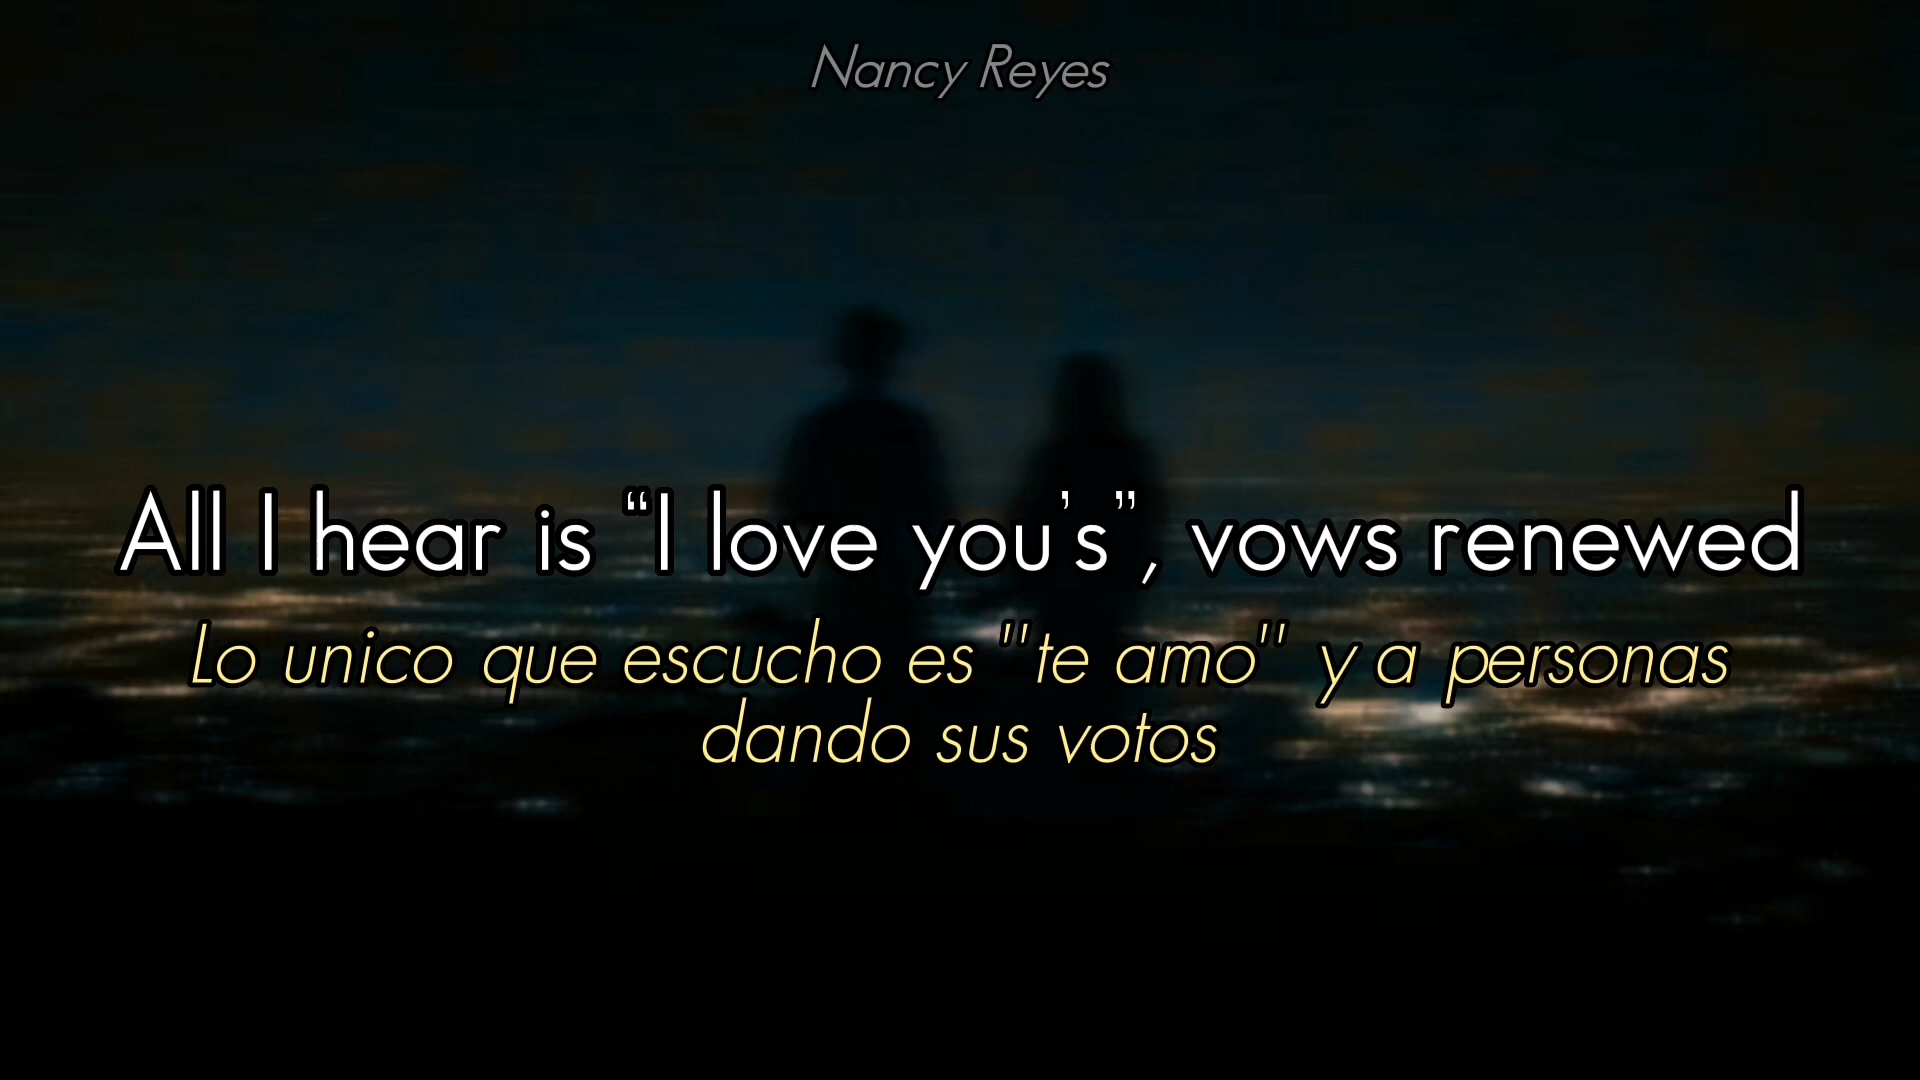 Nancy Reyes
All I hear is “I love you’s”, vows renewed
Lo unico que escucho es "te amo" y a personas
dando sus votos